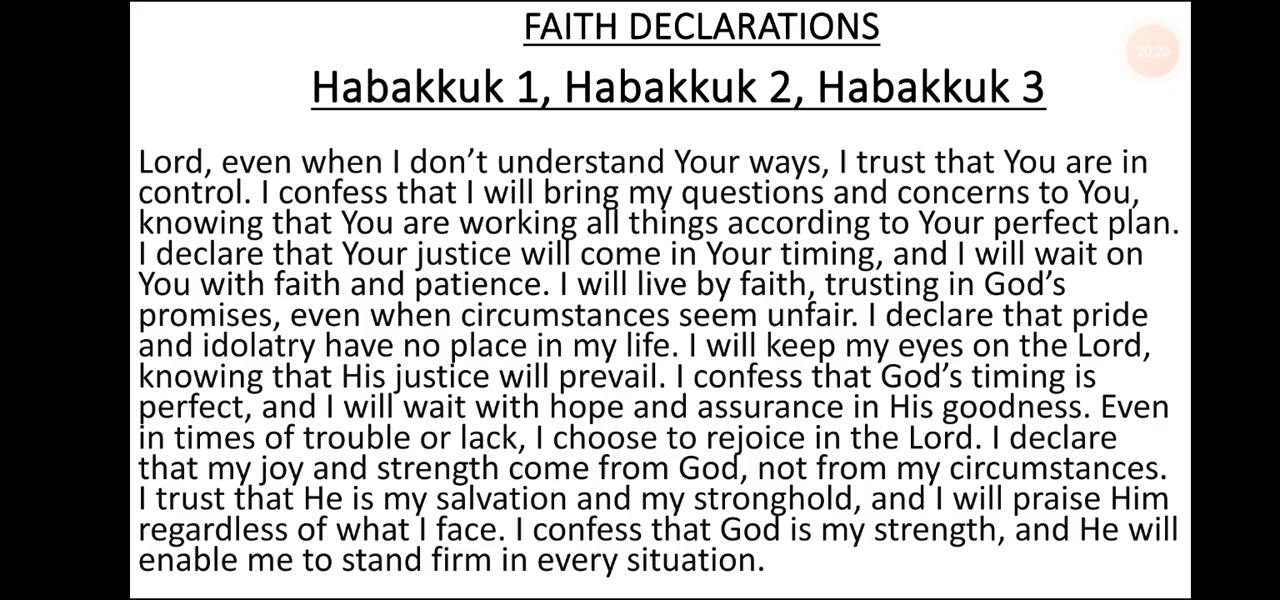 FAITH DECLARATIONS
20:20
Habakkuk 1, Habakkuk 2, Habakkuk 3
Lord, even when I don’t understand Your ways, I trust that You are in
control. I confess that I will bring my questions and concerns to You,
knowing that You are working all things according to Your perfect plan.
I declare that Your justice will come in Your timing, and I will wait on
You with faith and patience. I will live by faith, trusting in God’s
promises, even when circumstances seem unfair. I declare that pride
and idolatry have no place in my life. I will keep my eyes on the Lord,
knowing that His justice will prevail. I confess that God’s timing is
perfect, and I will wait with hope and assurance in His goodness. Even
in times of trouble or lack, I choose to rejoice in the Lord. I declare
that my joy and strength come from God, not from my circumstances.
I trust that He is my salvation and my stronghold, and I will praise Him
regardless of what I face. I confess that God is my strength, and He will
enable me to stand firm in every situation.